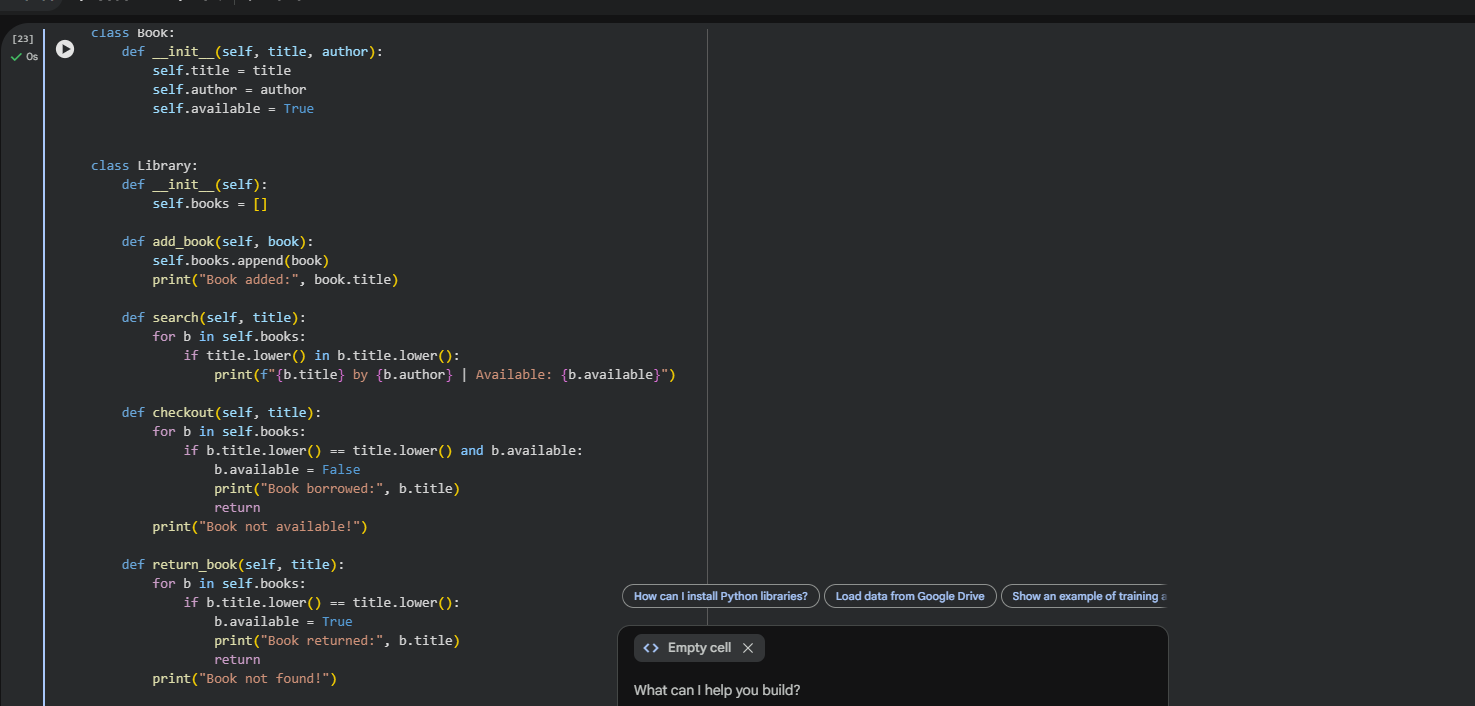 [23]
0s
class Book:
    def __init__(self, title, author):
        self.title = title
        self.author = author
        self.available = True
class Library:
    def __init__(self):
        self.books = []
    def add_book(self, book):
        self.books.append(book)
        print("Book added:", book.title)
    def search(self, title):
        for b in self.books:
            if title.lower() in b.title.lower():
                print(f"{b.title} by {b.author} | Available: {b.available}")
    def checkout(self, title):
        for b in self.books:
            if b.title.lower() == title.lower() and b.available:
                b.available = False
                print("Book borrowed:", b.title)
                return
        print("Book not available!")
    def return_book(self, title):
        for b in self.books:
            if b.title.lower() == title.lower():
                b.available = True
                print("Book returned:", b.title)
                return
        print("Book not found!")
How can I install Python libraries?
Load data from Google Drive
Show an example of training a
Empty cell
What can I help you build?